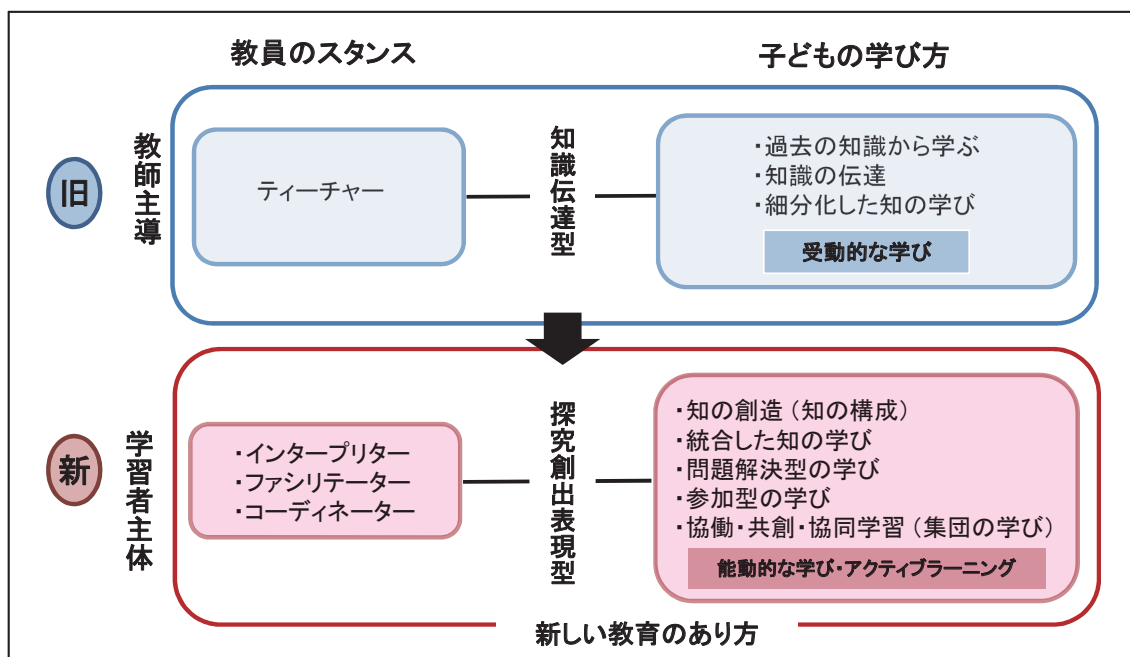 教員のスタンス
子どもの学び方
旧
教師主導
ティーチャー
知識伝達型
・過去の知識から学ぶ
・知識の伝達
・細分化した知の学び
受動的な学び
新
学習者主体
・インタープリター
・ファシリテーター
・コーディネーター
探究創出表現型
・知の創造（知の構成）
・統合した知の学び
・問題解決型の学び
・参加型の学び
・協働・共創・協同学習（集団の学び）
能動的な学び・アクティブラーニング
新しい教育のあり方